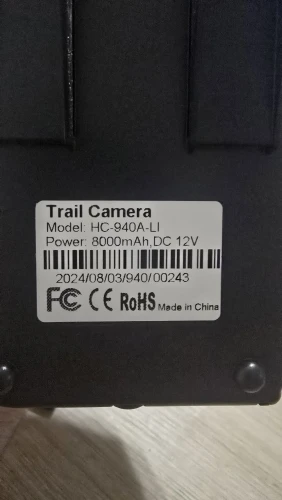 Trail Camera
Model: HC-940A-LI
Power: 8000mAh,DC 12V
2024/08/03/940/00243
FC CE RoHS Made in China